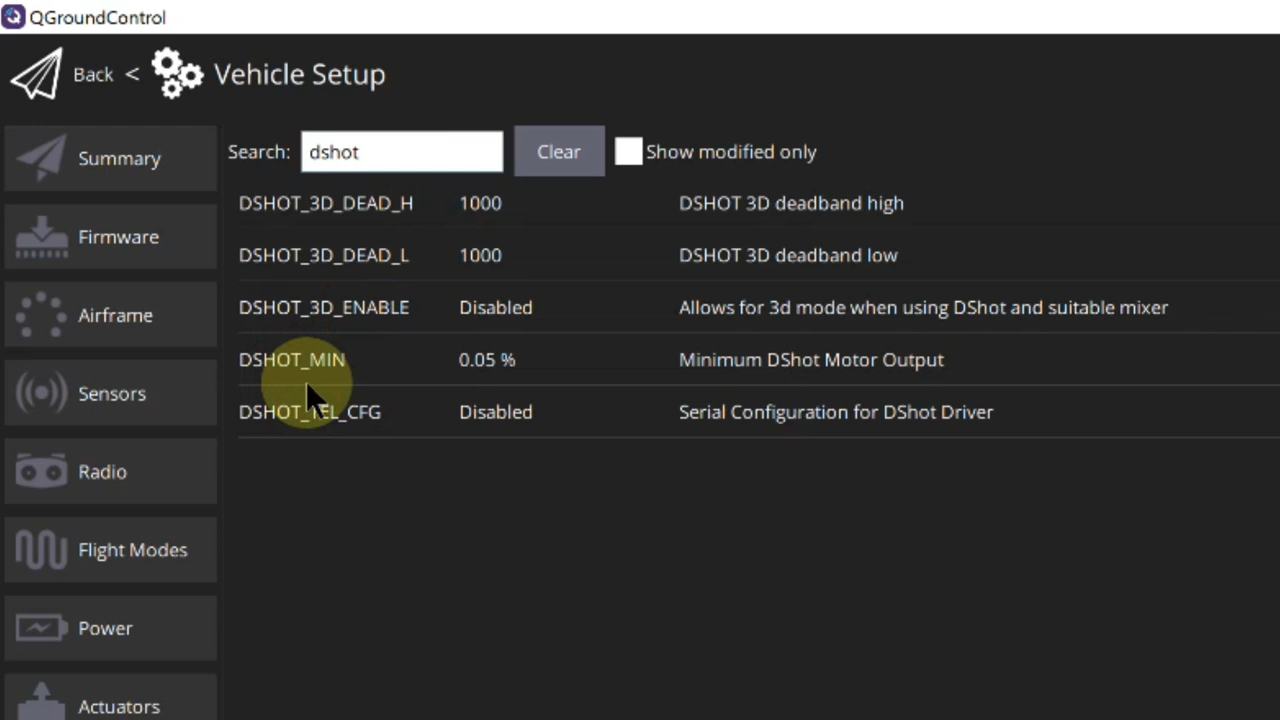 QGroundControl
Back < Vehicle Setup
Summary
Firmware
Airframe
Sensors
Radio
Flight Modes
Power
Actuators
Search: dshot Clear Show modified only
DSHOT_3D_DEAD_H 1000 DSHOT 3D deadband high
DSHOT_3D_DEAD_L 1000 DSHOT 3D deadband low
DSHOT_3D_ENABLE Disabled Allows for 3d mode when using DShot and suitable mixer
DSHOT_MIN 0.05 % Minimum DShot Motor Output
DSHOT_TEL_CFG Disabled Serial Configuration for DShot Driver